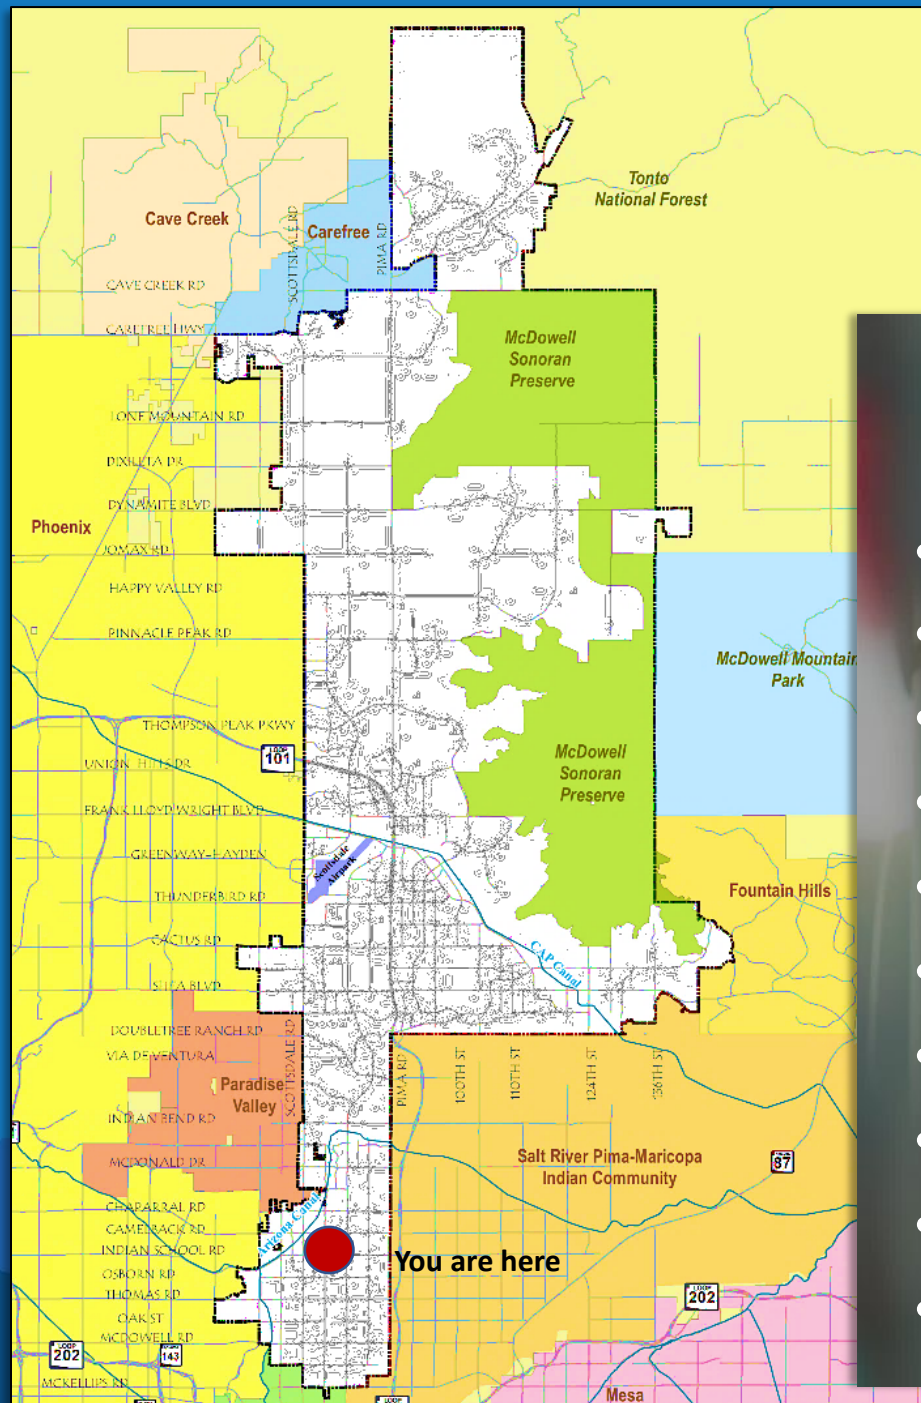 Tonto
National Forest
Cave Creek
SCOTTSDALE RD
Carefree
PIMA RD
CAVE CREEK RD
CAREFREE HWY
McDowell
Sonoran
Preserve
LONE MOUNTAIN RD
DIXILETA DR
DYNAMITE BLVD
Phoenix
JOMAX RD
HAPPY VALLEY RD
PINNACLE PEAK RD
McDowell Mountain
Park
THOMPSON PEAK PKWY
LOOP
101
UNION HILLS DR
McDowell
Sonoran
Preserve
FRANK LLOYD WRIGHT BLVD
GREENWAY-HAYDEN
Scottsdale
Airpark
THUNDERBIRD RD
Fountain Hills
CACTUS RD
CAP Canal
SHEA BLVD
DOUBLETREE RANCH RD
SCOTTSDALE RD
VIA DE VENTURA
PIMA RD
100TH ST
110TH ST
124TH ST
136TH ST
Paradise
Valley
INDIAN BEND RD
MCDONALD DR
Salt River Pima-Maricopa
Indian Community
87
CHAPARRAL RD
Arizona Canal
CAMELBACK RD
INDIAN SCHOOL RD
You are here
OSBORN RD
THOMAS RD
LOOP
202
OAK ST
MCDOWELL RD
LOOP
202
143
MCKELLIPS RD
Mesa
LOOP